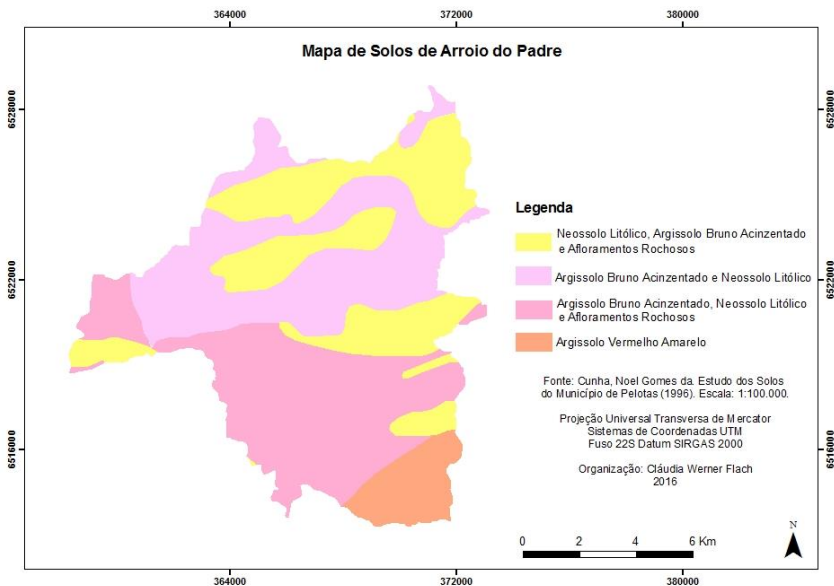 364000
372000
380000
Mapa de Solos de Arroio do Padre
6528000
6528000
6522000
6522000
6516000
6516000
Legenda
Neossolo Litólico, Argissolo Bruno Acinzentado
e Afloramentos Rochosos
Argissolo Bruno Acinzentado e Neossolo Litólico
Argissolo Bruno Acinzentado, Neossolo Litólico
e Afloramentos Rochosos
Argissolo Vermelho Amarelo
Fonte: Cunha, Noel Gomes da. Estudo dos Solos
do Município de Pelotas (1996). Escala: 1:100.000.
Projeção Universal Transversa de Mercator
Sistemas de Coordenadas UTM
Fuso 22S Datum SIRGAS 2000
Organização: Cláudia Werner Flach
2016
0 2 4 6 Km
N
364000
372000
380000